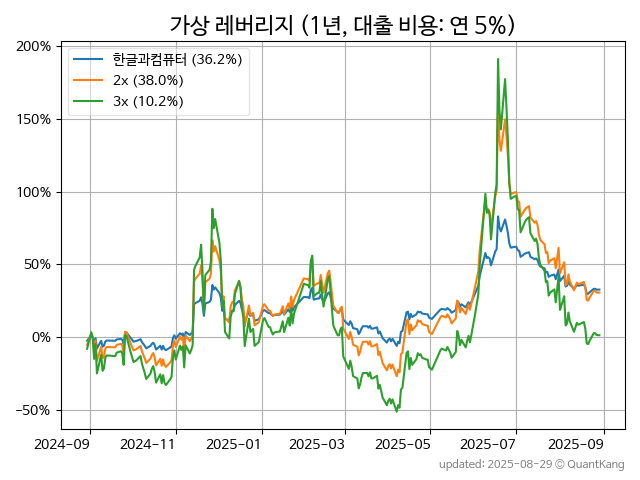 가상 레버리지 (1년, 대출 비용: 연 5%)
200%
150%
100%
50%
0%
−50%
한글과컴퓨터 (36.2%)
2x (38.0%)
3x (10.2%)
2024-09
2024-11
2025-01
2025-03
2025-05
2025-07
2025-09
updated: 2025-08-29 © QuantKang